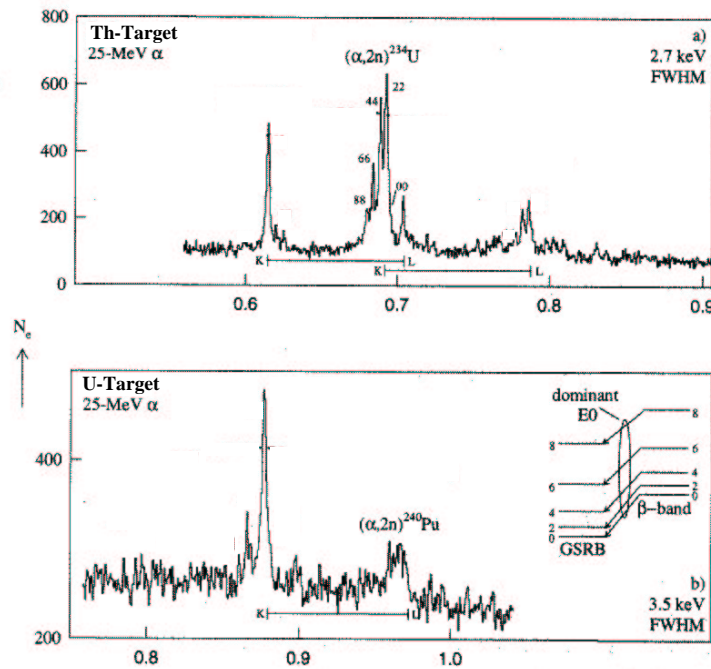 800
Th-Target
25-MeV α
(α,2n)²³⁴U
a)
2.7 keV
FWHM
600
22
44
400
66
00
88
200
K
L
K
L
0
0.6
0.7
0.8
0.9
Nₑ
U-Target
25-MeV α
dominant
E0
8
8
400
6
6
4
4
2
2
0
0
β-band
GSRB
(α,2n)²⁴⁰Pu
b)
3.5 keV
FWHM
K
L
200
0.8
0.9
1.0